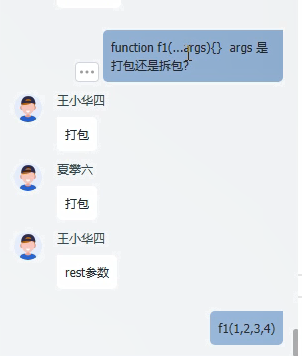 function f1(...args){}  args 是
打包还是拆包?
王小华四
打包
夏攀六
打包
王小华四
rest参数
f1(1,2,3,4)